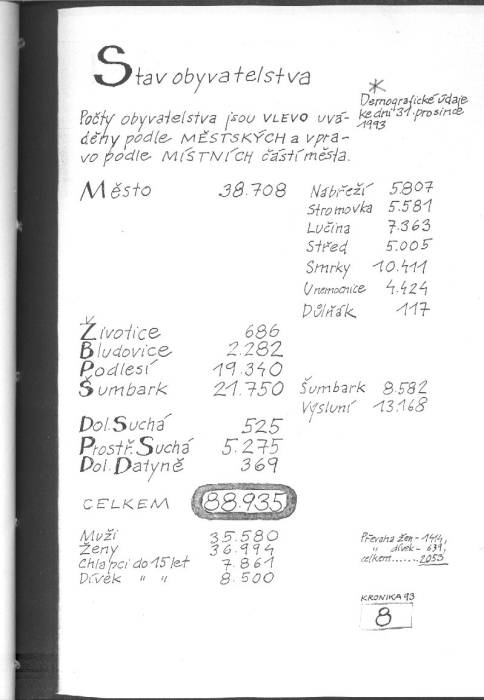 Stav obyvatelstva
* Demografické údaje
ke dni 31. prosince
1993
Počty obyvatelstva jsou VLEVO uvá-
děny podle MĚSTSKÝCH a vpra-
vo podle MÍSTNÍCH částí města.
Město 38.708
Nábřeží 5.807
Stromovka 5.581
Lučina 7.363
Střed 5.005
Smrky 10.411
U nemocnice 4.424
Důlňák 117
Životice 686
Bludovice 2.282
Podlesí 19.340
Šumbark 21.750 Šumbark 8.582
Výsluní 13.168
Dol. Suchá 525
Prostř. Suchá 5.275
Dol. Datyně 369
CELKEM 88.935
Muži 35.580
Ženy 36.994
Chlapci do 15 let 7.861
Dívek " " 8.500
Převaha žen - 1414,
" dívek - 639,
celkem....... 2053
KRONIKA 93
8